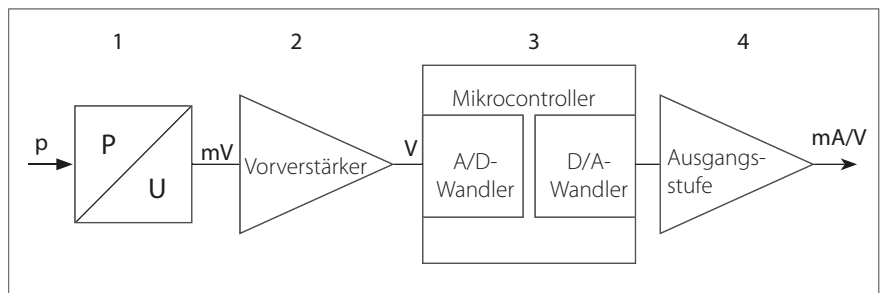 1
2
3
4
p
P
U
mV
Vorverstärker
V
Mikrocontroller
A/D-
Wandler
D/A-
Wandler
Ausgangs-
stufe
mA/V